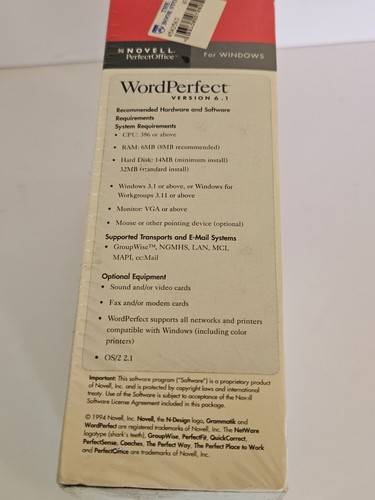 NOVELL.
PerfectOffice™
For WINDOWS
WordPerfect®
VERSION 6.1
Recommended Hardware and Software
Requirements
System Requirements
• CPU: 386 or above
• RAM: 6MB (8MB recommended)
• Hard Disk: 14MB (minimum install)
32MB (standard install)
• Windows 3.1 or above, or Windows for
Workgroups 3.11 or above
• Monitor: VGA or above
• Mouse or other pointing device (optional)
Supported Transports and E-Mail Systems
• GroupWise™, NGMHS, LAN, MCI,
MAPI, cc:Mail
Optional Equipment
• Sound and/or video cards
• Fax and/or modem cards
• WordPerfect supports all networks and printers
compatible with Windows (including color
printers)
• OS/2 2.1
Important: This software program ("Software") is a proprietary product
of Novell, Inc. and is protected by copyright laws and international
treaty. Use of the Software is subject to acceptance of the Novell
Software License Agreement included in this package.
© 1994 Novell, Inc. Novell, the N-Design logo, Grammatik and
WordPerfect are registered trademarks of Novell, Inc. The NetWare
logotype (shark's teeth), GroupWise, PerfectFit, QuickCorrect,
PerfectSense, Coaches, The Perfect Way, The Perfect Place to Work
and PerfectOffice are trademarks of Novell, Inc.